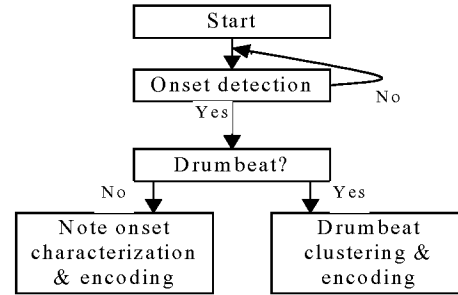 Start
Onset detection
No
Yes
Drumbeat?
No
Yes
Note onset
characterization
& encoding
Drumbeat
clustering &
encoding